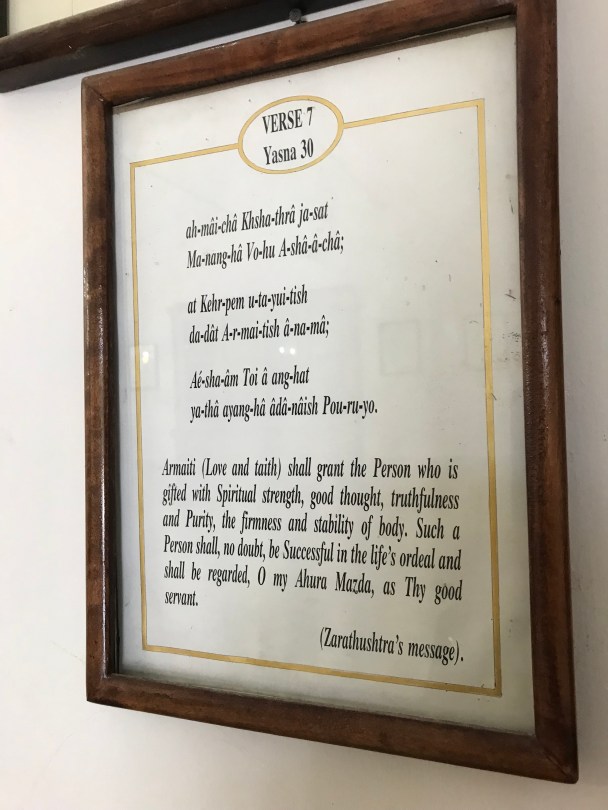 VERSE 7
Yasna 30
ah-mâi-châ Khsha-thrâ ja-sat
Ma-nang-hâ Vo-hu A-shâ-â-châ;
at Kehr-pem u-ta-yui-tish
da-dât A-r-mai-tish â-na-mâ;
Aé-sha-âm Toi â ang-hat
ya-thâ ayang-hâ âdâ-nâish Pou-ru-yo.
Armaiti (Love and taith) shall grant the Person who is
gifted with Spiritual strength, good thought, truthfulness
and Purity, the firmness and stability of body. Such a
Person shall, no doubt, be Successful in the life's ordeal and
shall be regarded, O my Ahura Mazda, as Thy good
servant.
(Zarathushtra's message).